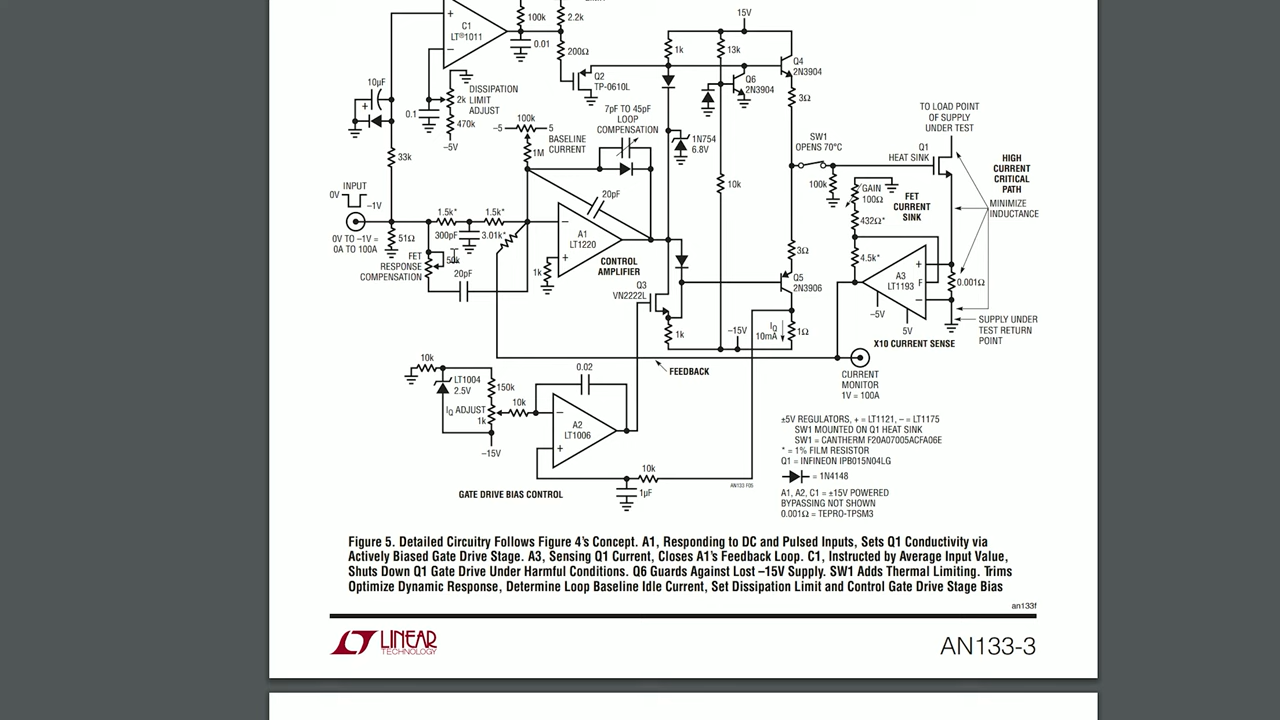 LIMIT
15V
100k
2.2k
C1
LT®1011
0.01
200Ω
1k
13k
Q4
2N3904
Q2
TP-0610L
Q6
2N3904
3Ω
10µF
+
–
DISSIPATION
LIMIT
ADJUST
2k
470k
0.1
–5V
7pF TO 45pF
LOOP
COMPENSATION
100k
–5
5
BASELINE
CURRENT
1M
1N754
6.8V
TO LOAD POINT
OF SUPPLY
UNDER TEST
SW1
OPENS 70°C
Q1
HEAT SINK
HIGH
CURRENT
CRITICAL
PATH
MINIMIZE
INDUCTANCE
33k
10k
100k
GAIN
100Ω
FET
CURRENT
SINK
432Ω*
INPUT
0V
–1V
20pF
1.5k*
1.5k*
0V TO –1V =
0A TO 100A
51Ω
300pF
3.01k*
A1
LT1220
CONTROL
AMPLIFIER
3Ω
4.5k*
A3
LT1193
F
0.001Ω
FET
RESPONSE
COMPENSATION
50k
20pF
1k
Q3
VN2222L
Q5
2N3906
–5V
5V
SUPPLY UNDER
TEST RETURN
POINT
1k
–15V
IQ
10mA
1Ω
X10 CURRENT SENSE
FEEDBACK
CURRENT
MONITOR
1V = 100A
10k
LT1004
2.5V
150k
0.02
IQ ADJUST
1k
10k
A2
LT1006
–15V
10k
1µF
AN133 F05
GATE DRIVE BIAS CONTROL
±5V REGULATORS, + = LT1121, – = LT1175
SW1 MOUNTED ON Q1 HEAT SINK
SW1 = CANTHERM F20A07005ACFA06E
* = 1% FILM RESISTOR
Q1 = INFINEON IPB015N04LG
= 1N4148
A1, A2, C1 = ±15V POWERED
BYPASSING NOT SHOWN
0.001Ω = TEPRO-TPSM3
Figure 5. Detailed Circuitry Follows Figure 4's Concept. A1, Responding to DC and Pulsed Inputs, Sets Q1 Conductivity via
Actively Biased Gate Drive Stage. A3, Sensing Q1 Current, Closes A1's Feedback Loop. C1, Instructed by Average Input Value,
Shuts Down Q1 Gate Drive Under Harmful Conditions. Q6 Guards Against Lost –15V Supply. SW1 Adds Thermal Limiting. Trims
Optimize Dynamic Response, Determine Loop Baseline Idle Current, Set Dissipation Limit and Control Gate Drive Stage Bias
an133f
LINEAR
TECHNOLOGY
AN133-3